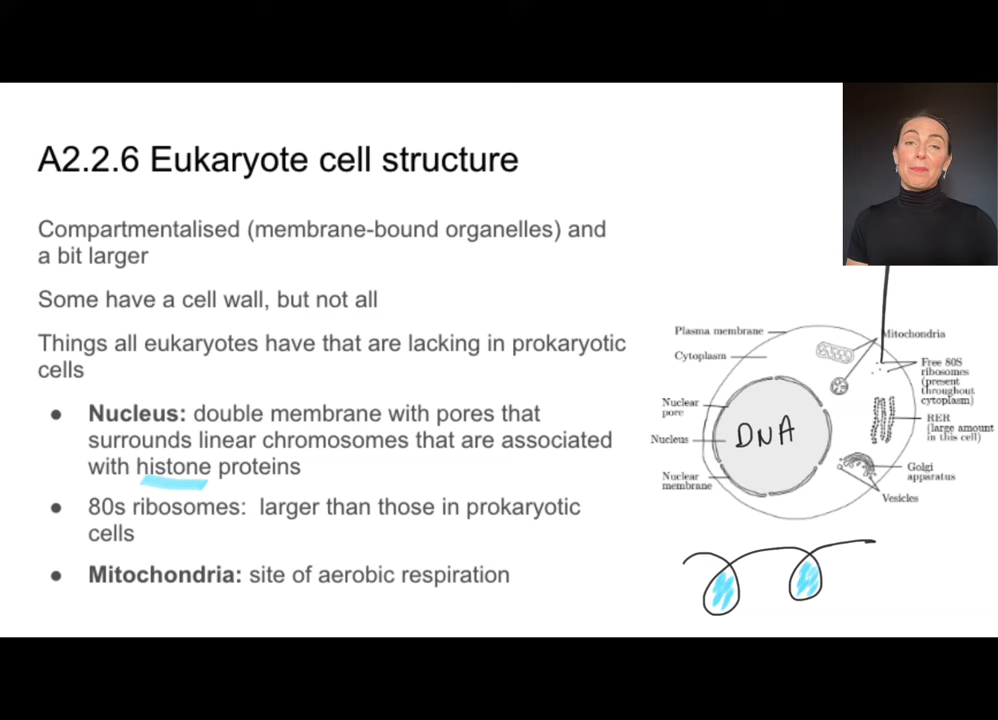 A2.2.6 Eukaryote cell structure
Compartmentalised (membrane-bound organelles) and
a bit larger
Some have a cell wall, but not all
Things all eukaryotes have that are lacking in prokaryotic
cells
● Nucleus: double membrane with pores that
surrounds linear chromosomes that are associated
with histone proteins
● 80s ribosomes: larger than those in prokaryotic
cells
● Mitochondria: site of aerobic respiration
Plasma membrane
Cytoplasm
Nuclear
pore
Nucleus
Nuclear
membrane
DNA
Mitochondria
Free 80S
ribosomes
(present
throughout
cytoplasm)
RER
(large amount
in this cell)
Golgi
apparatus
Vesicles